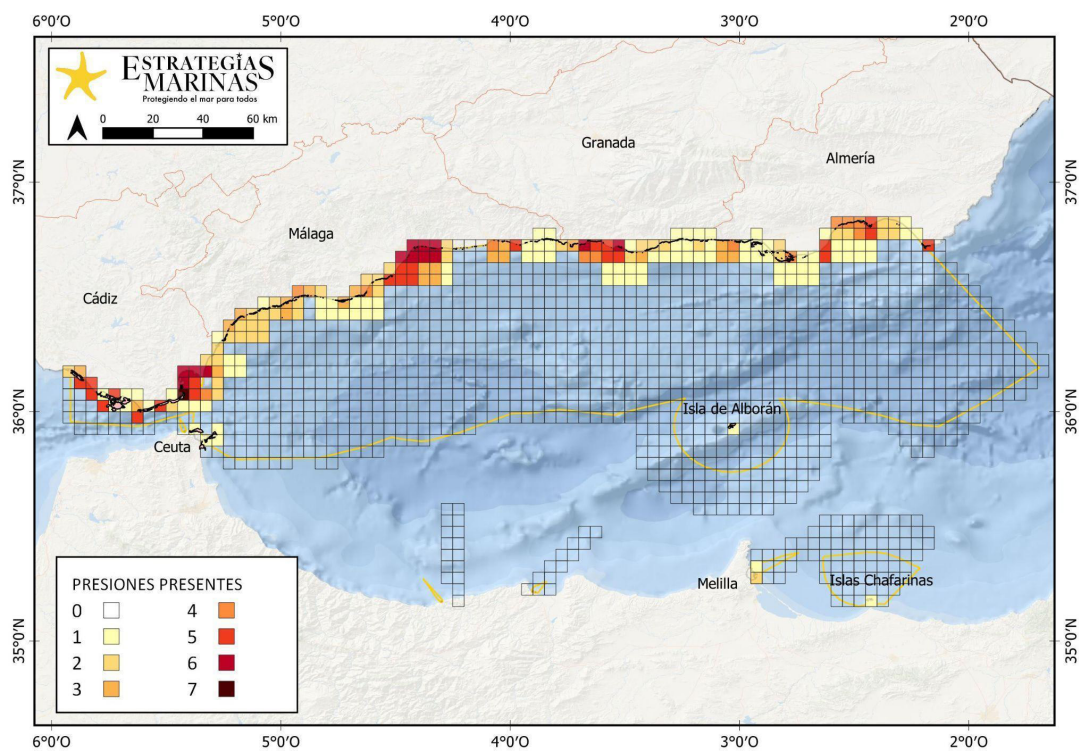 6°0'O 5°0'O 4°0'O 3°0'O 2°0'O
ESTRATEGIAS
MARINAS
Protegiendo el mar para todos
0 20 40 60 km
Granada
Almería
37°0'N 37°0'N
Málaga
Cádiz
36°0'N 36°0'N
Isla de Alborán
Ceuta
Melilla
Islas Chafarinas
PRESIONES PRESENTES
0 4
1 5
2 6
3 7
35°0'N 35°0'N
6°0'O 5°0'O 4°0'O 3°0'O 2°0'O